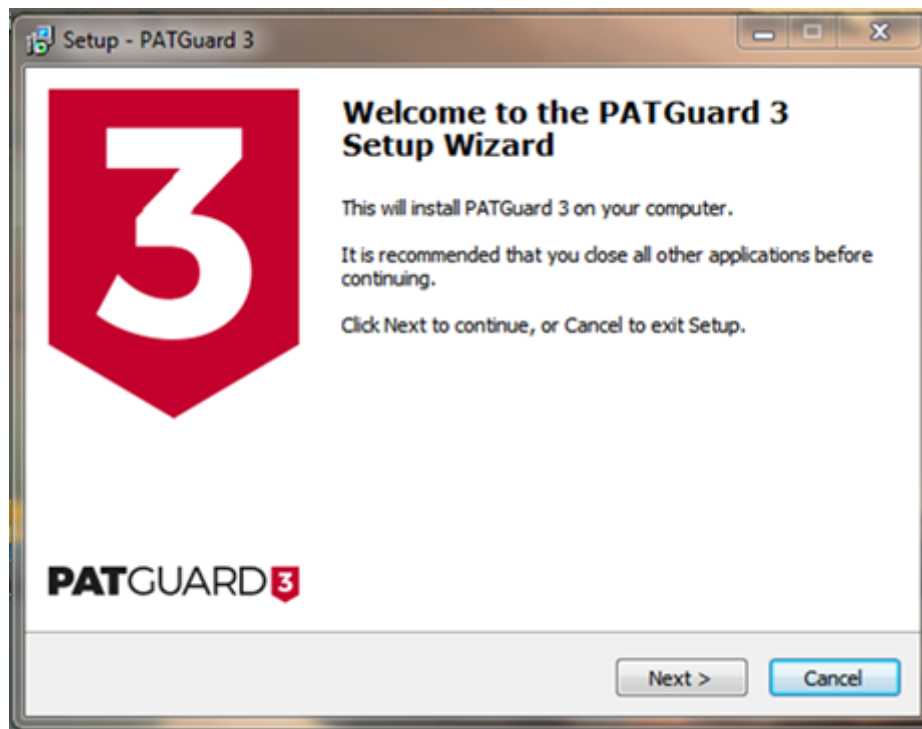 Setup - PATGuard 3
3
Welcome to the PATGuard 3
Setup Wizard
This will install PATGuard 3 on your computer.
It is recommended that you close all other applications before
continuing.
Click Next to continue, or Cancel to exit Setup.
PATGUARD3
Next >
Cancel